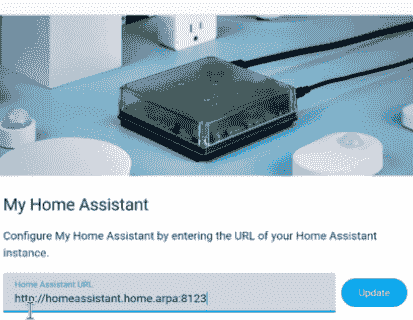 My Home Assistant
Configure My Home Assistant by entering the URL of your Home Assistant
instance.
Home Assistant URL
http://homeassistant.home.arpa:8123
Update